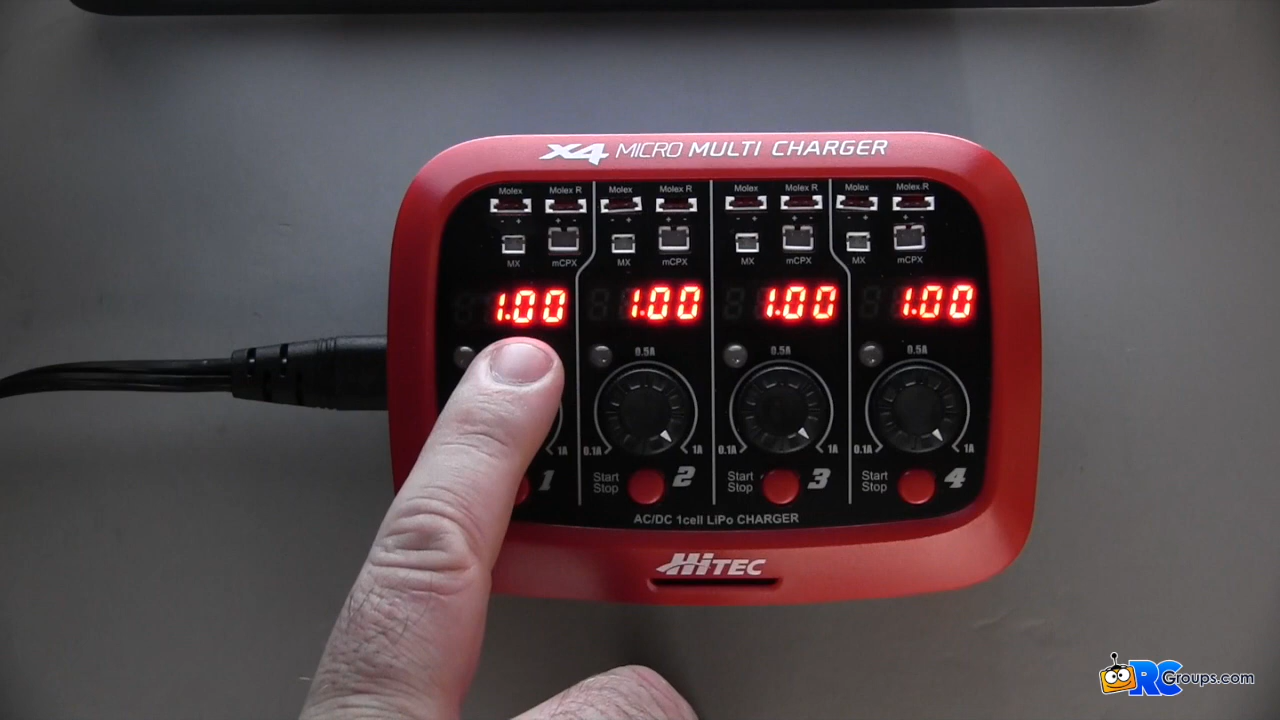 X4 MICRO MULTI CHARGER
Molex Molex R Molex Molex R Molex Molex R Molex Molex R
- + + - + + - + + - + +
MX mCPX MX mCPX MX mCPX MX mCPX
1.00 1.00 1.00 1.00
0.5A 0.5A 0.5A
1A 0.1A 1A 0.1A 1A 0.1A 1A
1 Start Stop 2 Start Stop 3 Start Stop 4
AC/DC 1cell LiPo CHARGER
HiTEC
RCGroups.com